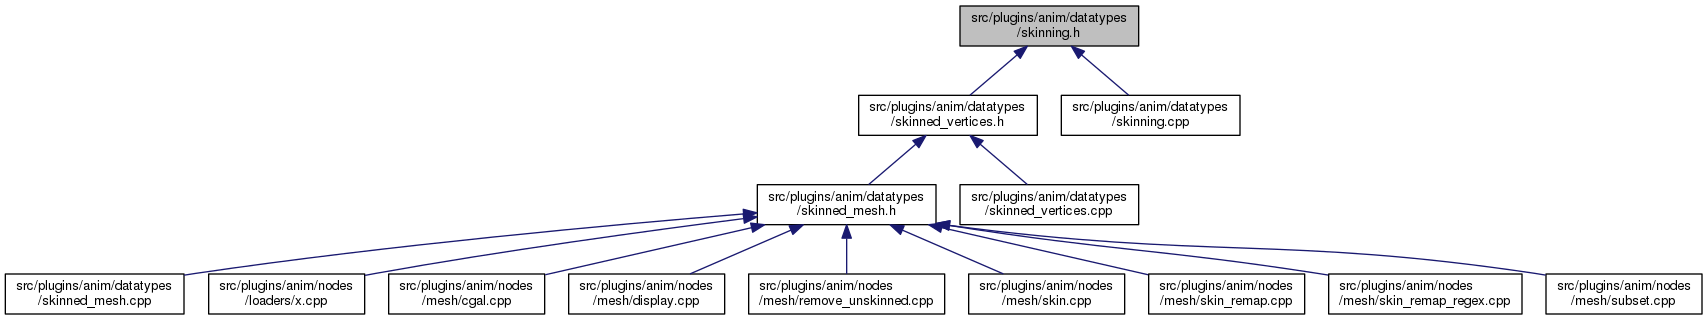 src/plugins/anim/datatypes
/skinning.h
src/plugins/anim/datatypes
/skinned_vertices.h
src/plugins/anim/datatypes
/skinning.cpp
src/plugins/anim/datatypes
/skinned_mesh.h
src/plugins/anim/datatypes
/skinned_vertices.cpp
src/plugins/anim/datatypes
/skinned_mesh.cpp
src/plugins/anim/nodes
/loaders/x.cpp
src/plugins/anim/nodes
/mesh/cgal.cpp
src/plugins/anim/nodes
/mesh/display.cpp
src/plugins/anim/nodes
/mesh/remove_unskinned.cpp
src/plugins/anim/nodes
/mesh/skin.cpp
src/plugins/anim/nodes
/mesh/skin_remap.cpp
src/plugins/anim/nodes
/mesh/skin_remap_regex.cpp
src/plugins/anim/nodes
/mesh/subset.cpp